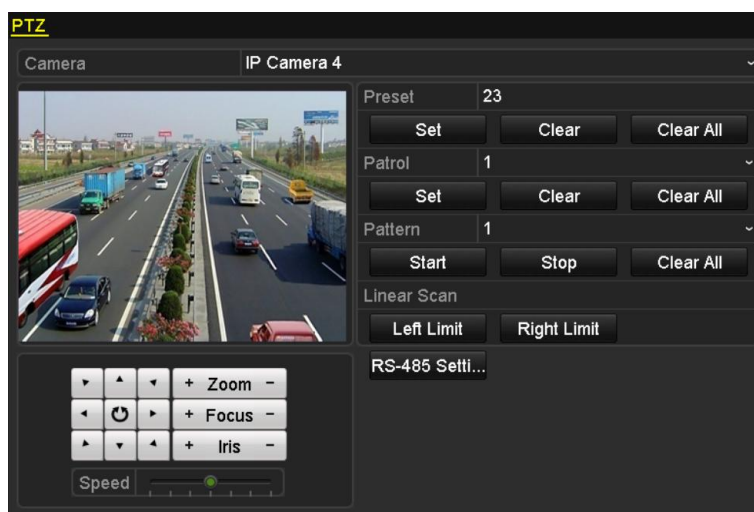 PTZ
Camera IP Camera 4
Preset 23
Set Clear Clear All
Patrol 1
Set Clear Clear All
Pattern 1
Start Stop Clear All
Linear Scan
Left Limit Right Limit
RS-485 Setti...
+ Zoom -
+ Focus -
+ Iris -
Speed